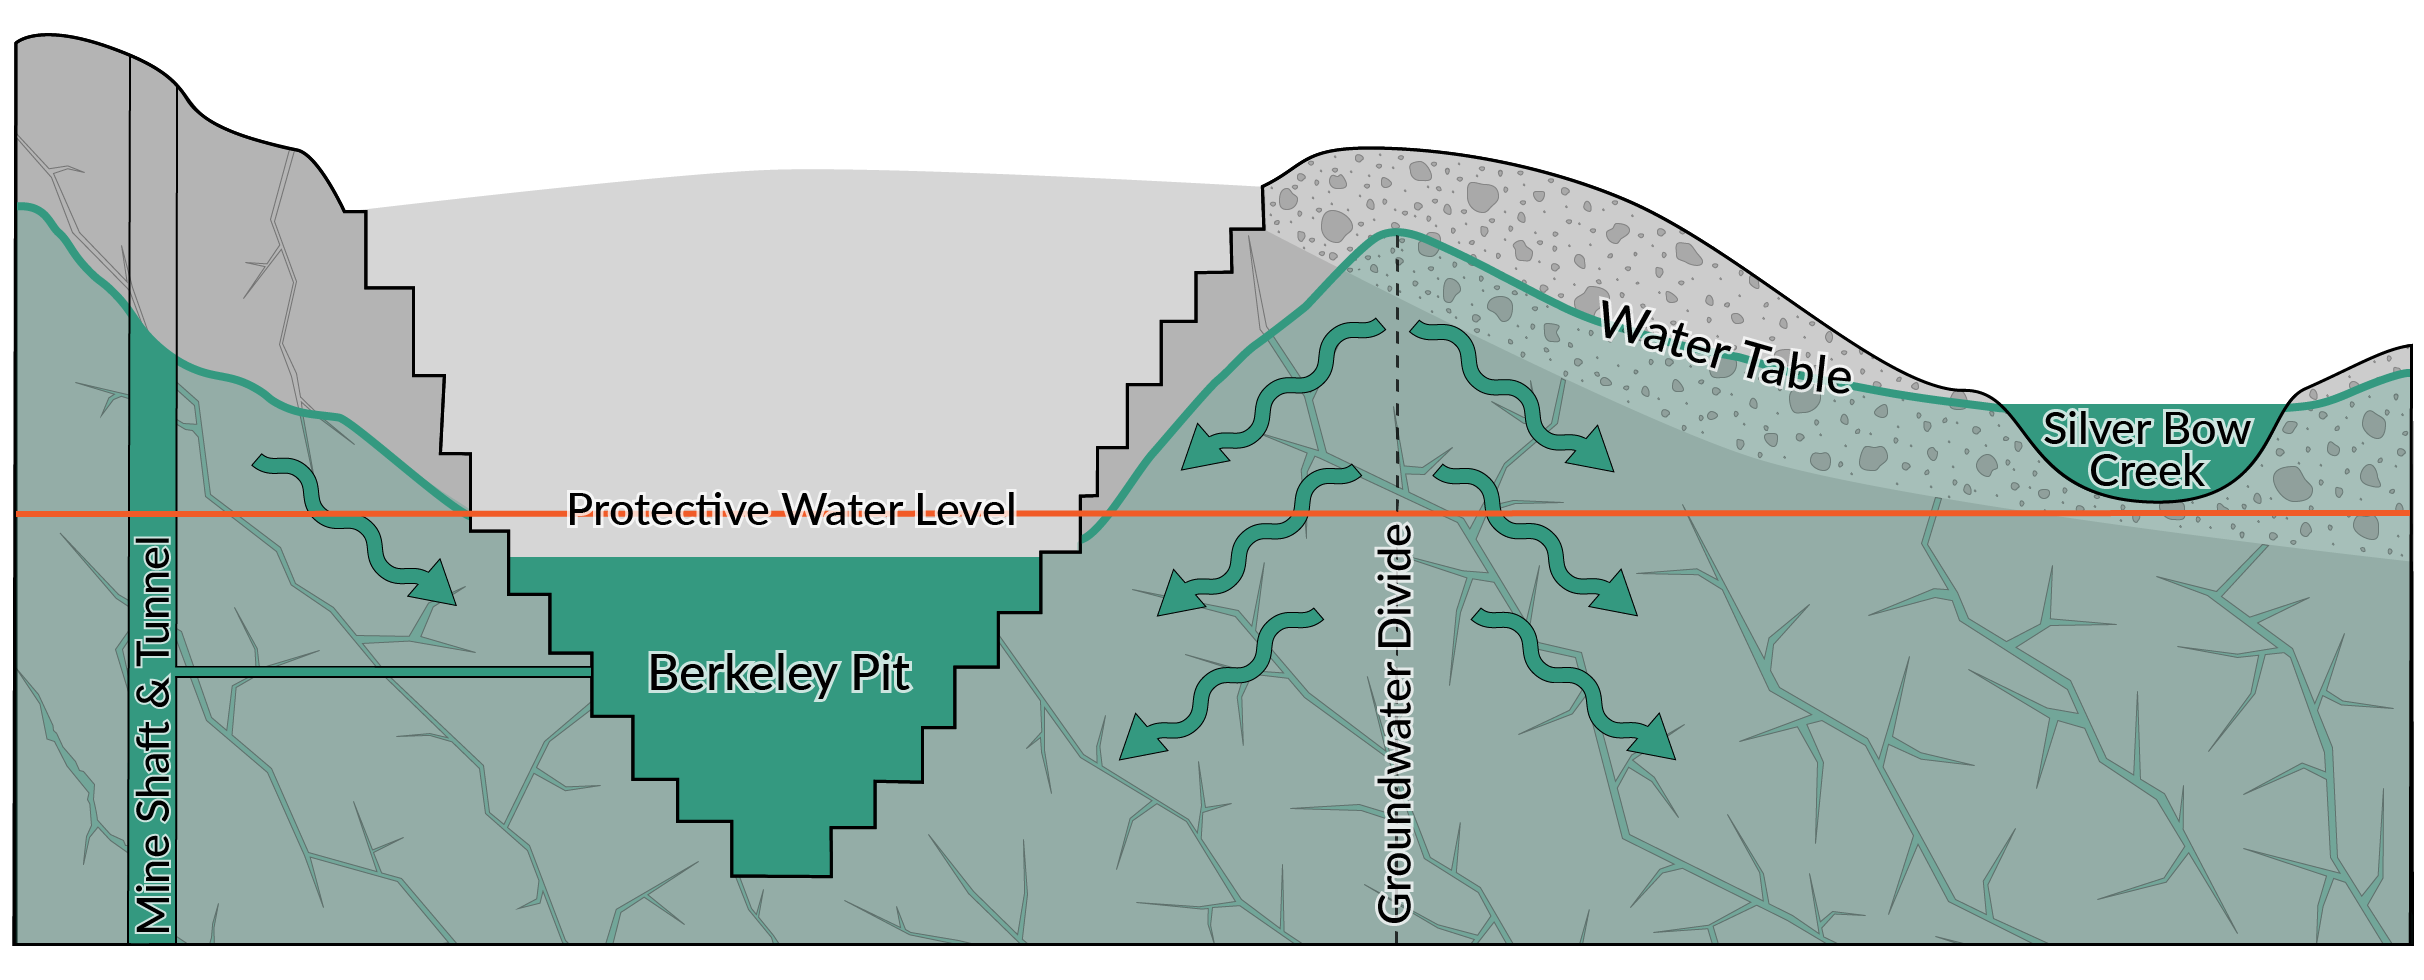 Water Table
Silver Bow
Creek
Protective Water Level
Berkeley Pit
Mine Shaft & Tunnel
Groundwater Divide